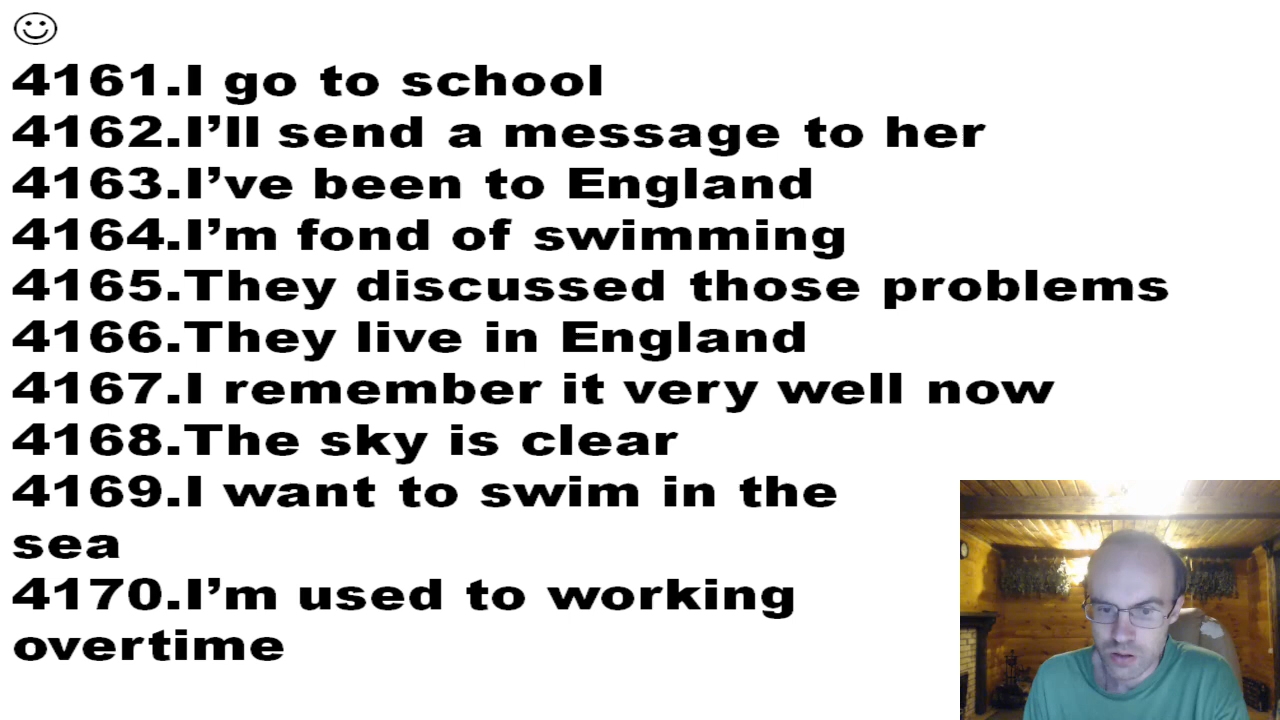 ☺
4161.I go to school
4162.I’ll send a message to her
4163.I’ve been to England
4164.I’m fond of swimming
4165.They discussed those problems
4166.They live in England
4167.I remember it very well now
4168.The sky is clear
4169.I want to swim in the
sea
4170.I’m used to working
overtime